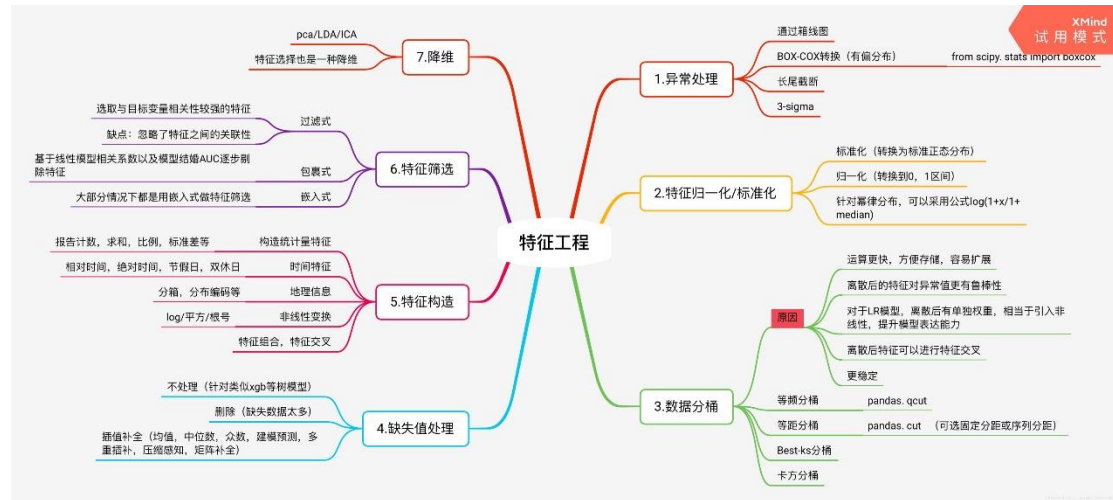 XMind
试用模式
特征工程
1.异常处理
通过箱线图
BOX-COX转换（有偏分布）
from scipy. stats import boxcox
长尾截断
3-sigma
2.特征归一化/标准化
标准化（转换为标准正态分布）
归一化（转换到0，1区间）
针对幂律分布，可以采用公式log(1+x/1+
median)
3.数据分桶
原因
运算更快，方便存储，容易扩展
离散后的特征对异常值更有鲁棒性
对于LR模型，离散后有单独权重，相当于引入非
线性，提升模型表达能力
离散后特征可以进行特征交叉
更稳定
等频分桶
pandas. qcut
等距分桶
pandas. cut （可选固定分距或序列分距）
Best-ks分桶
卡方分桶
4.缺失值处理
不处理（针对类似xgb等树模型）
删除（缺失数据太多）
插值补全（均值，中位数，众数，建模预测，多
重插补，压缩感知，矩阵补全）
5.特征构造
构造统计量特征
报告计数，求和，比例，标准差等
时间特征
相对时间，绝对时间，节假日，双休日
地理信息
分箱，分布编码等
非线性变换
log/平方/根号
特征组合，特征交叉
6.特征筛选
过滤式
选取与目标变量相关性较强的特征
缺点：忽略了特征之间的关联性
包裹式
基于线性模型相关系数以及模型结婚AUC逐步剔
除特征
嵌入式
大部分情况下都是用嵌入式做特征筛选
7.降维
pca/LDA/ICA
特征选择也是一种降维